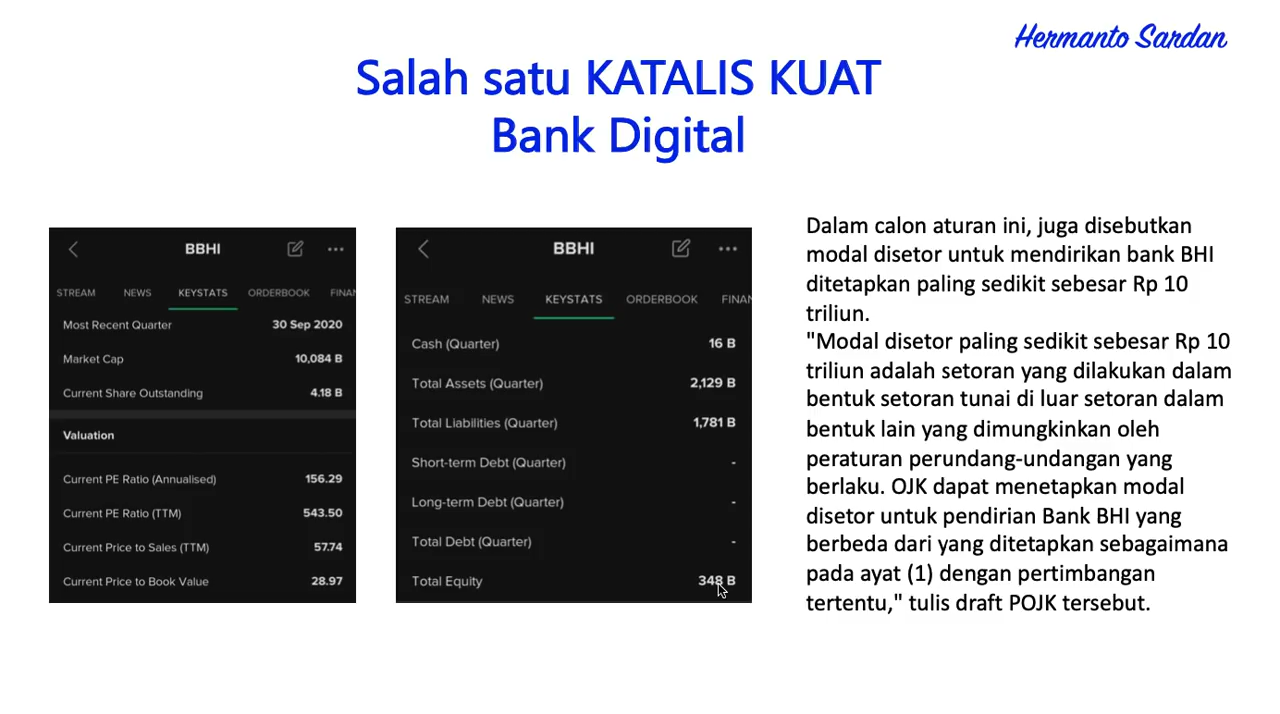 Hermanto Sardan
Salah satu KATALIS KUAT
Bank Digital
BBHI
STREAM NEWS KEYSTATS ORDERBOOK FINAN
Most Recent Quarter 30 Sep 2020
Market Cap 10,084 B
Current Share Outstanding 4.18 B
Valuation
Current PE Ratio (Annualised) 156.29
Current PE Ratio (TTM) 543.50
Current Price to Sales (TTM) 57.74
Current Price to Book Value 28.97
BBHI
STREAM NEWS KEYSTATS ORDERBOOK FINAN
Cash (Quarter) 16 B
Total Assets (Quarter) 2,129 B
Total Liabilities (Quarter) 1,781 B
Short-term Debt (Quarter) -
Long-term Debt (Quarter) -
Total Debt (Quarter) -
Total Equity 348 B
Dalam calon aturan ini, juga disebutkan
modal disetor untuk mendirikan bank BHI
ditetapkan paling sedikit sebesar Rp 10
triliun.
"Modal disetor paling sedikit sebesar Rp 10
triliun adalah setoran yang dilakukan dalam
bentuk setoran tunai di luar setoran dalam
bentuk lain yang dimungkinkan oleh
peraturan perundang-undangan yang
berlaku. OJK dapat menetapkan modal
disetor untuk pendirian Bank BHI yang
berbeda dari yang ditetapkan sebagaimana
pada ayat (1) dengan pertimbangan
tertentu," tulis draft POJK tersebut.